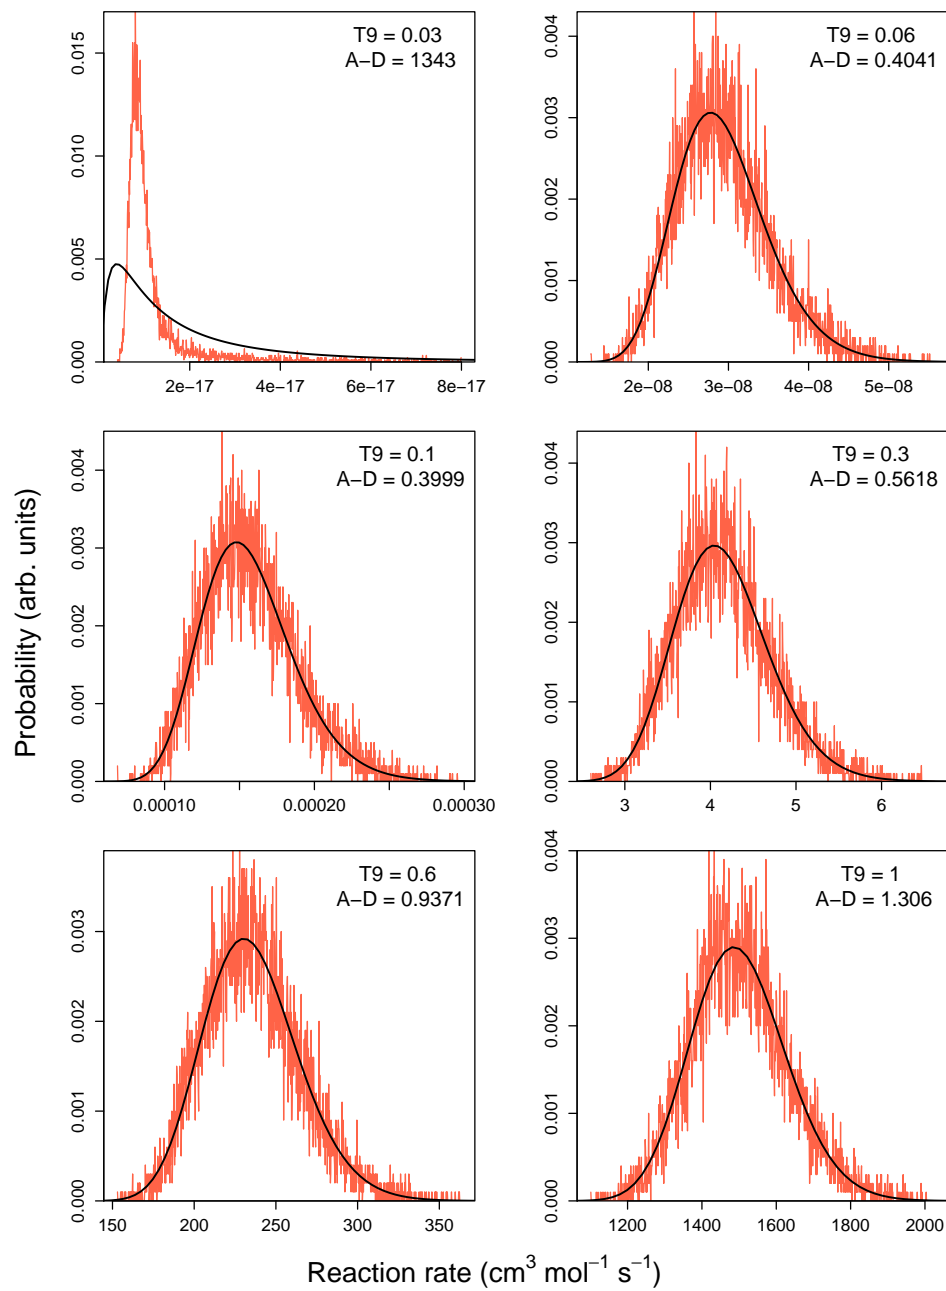 T9 = 0.03
A−D = 1343
0.000 0.005 0.010 0.015
2e−17 4e−17 6e−17 8e−17
T9 = 0.06
A−D = 0.4041
0.000 0.001 0.002 0.003 0.004
2e−08 3e−08 4e−08 5e−08
T9 = 0.1
A−D = 0.3999
0.000 0.001 0.002 0.003 0.004
0.00010 0.00020 0.00030
T9 = 0.3
A−D = 0.5618
0.000 0.001 0.002 0.003 0.004
3 4 5 6
T9 = 0.6
A−D = 0.9371
0.000 0.001 0.002 0.003
150 200 250 300 350
T9 = 1
A−D = 1.306
0.000 0.001 0.002 0.003 0.004
1200 1400 1600 1800 2000
Probability (arb. units)
Reaction rate (cm³ mol⁻¹ s⁻¹)